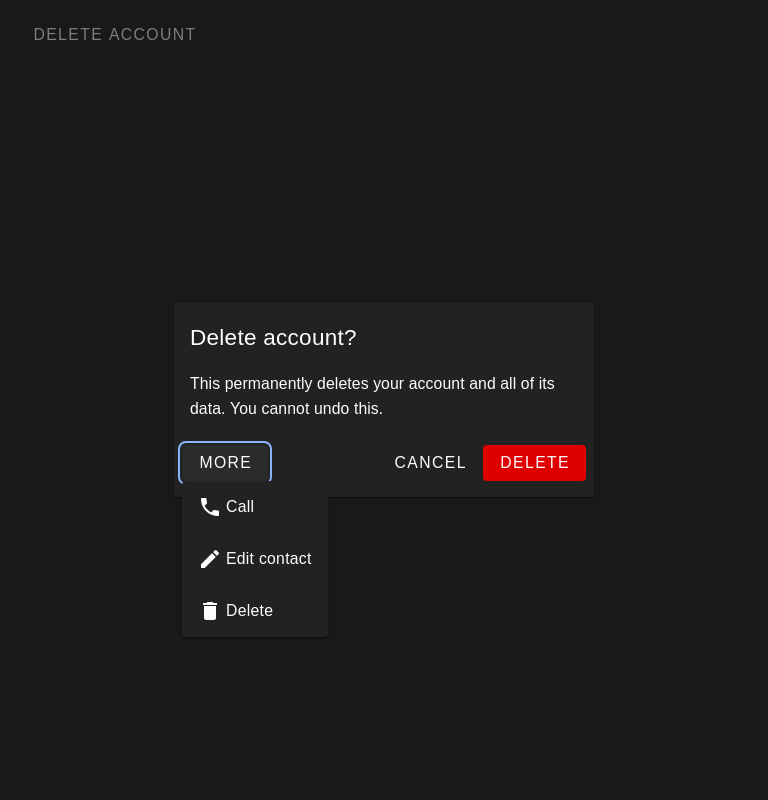 DELETE ACCOUNT
Delete account?
This permanently deletes your account and all of its
data. You cannot undo this.
MORE CANCEL DELETE
Call
Edit contact
Delete